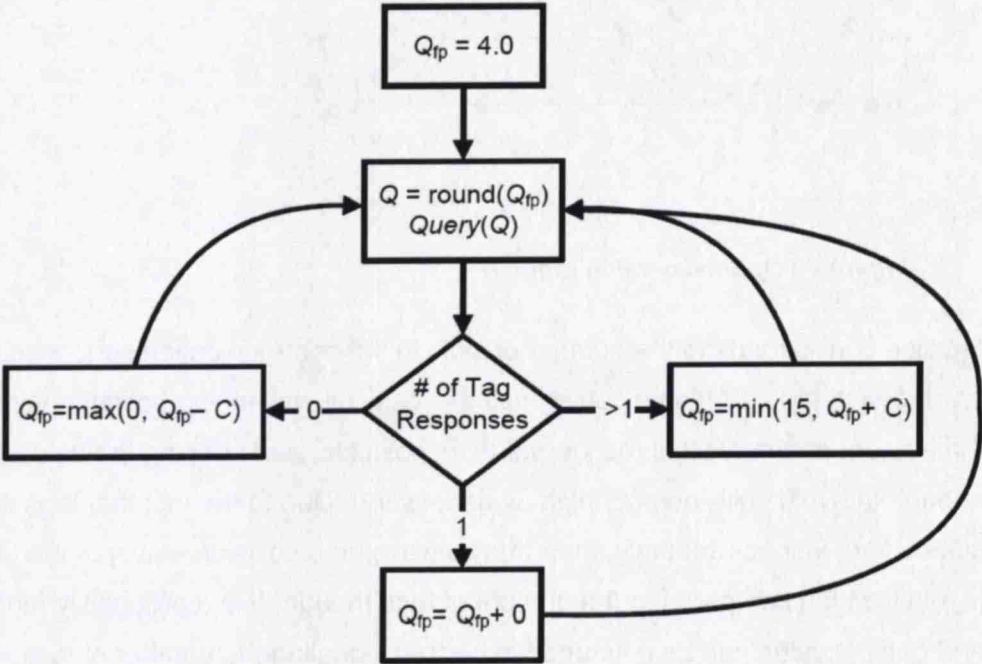 Qfp = 4.0
Q = round(Qfp)
Query(Q)
# of Tag
Responses
0
>1
1
Qfp=max(0, Qfp– C)
Qfp=min(15, Qfp+ C)
Qfp= Qfp+ 0